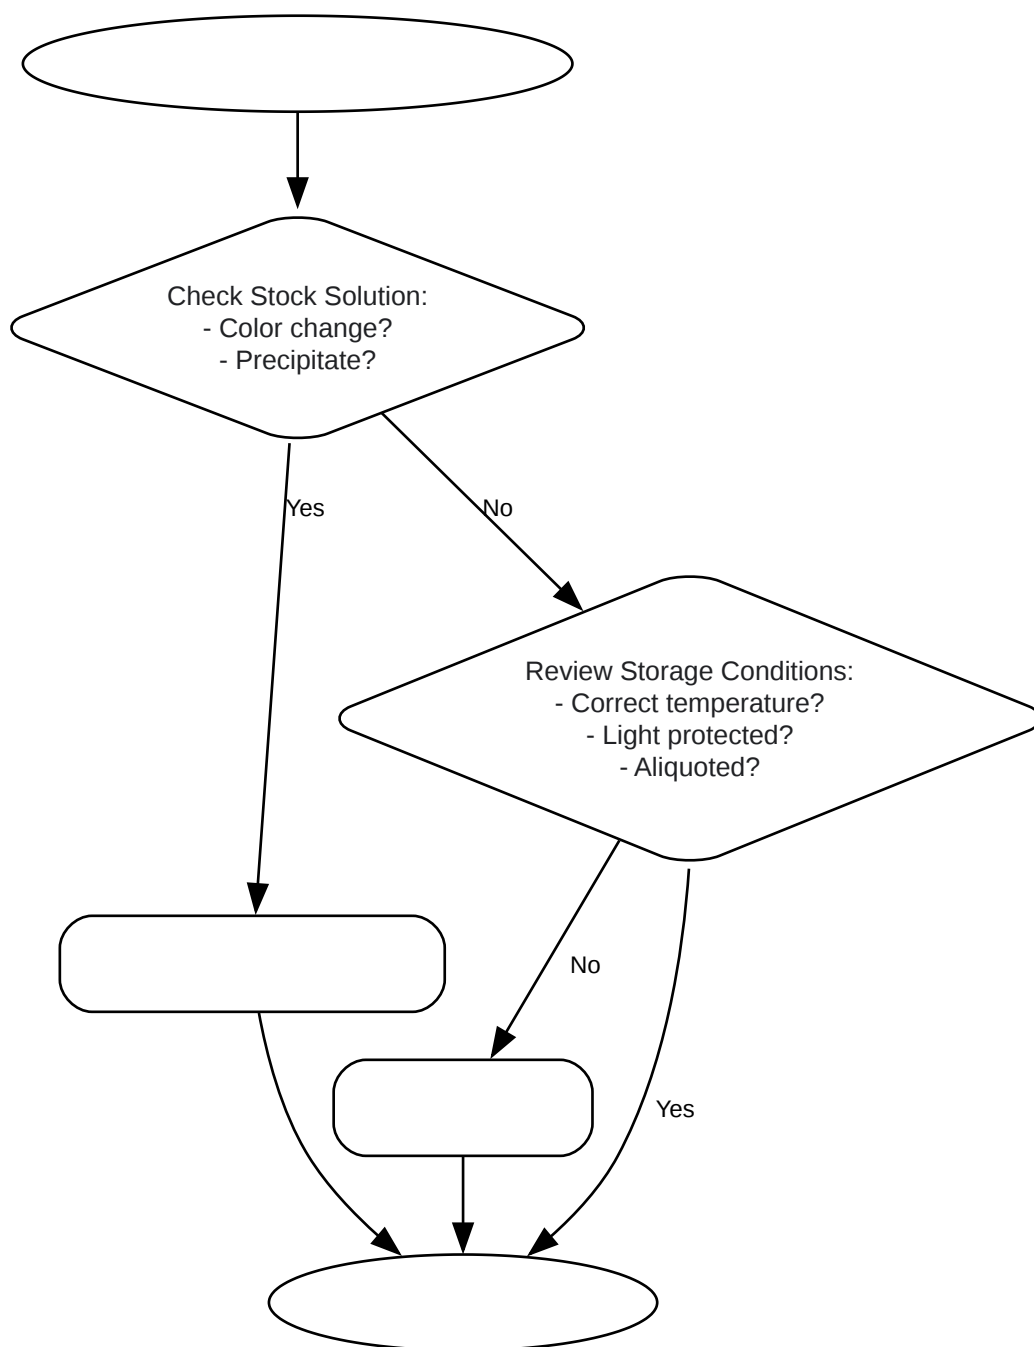 Check Stock Solution:
- Color change?
- Precipitate?
Yes
No
Review Storage Conditions:
- Correct temperature?
- Light protected?
- Aliquoted?
No
Yes